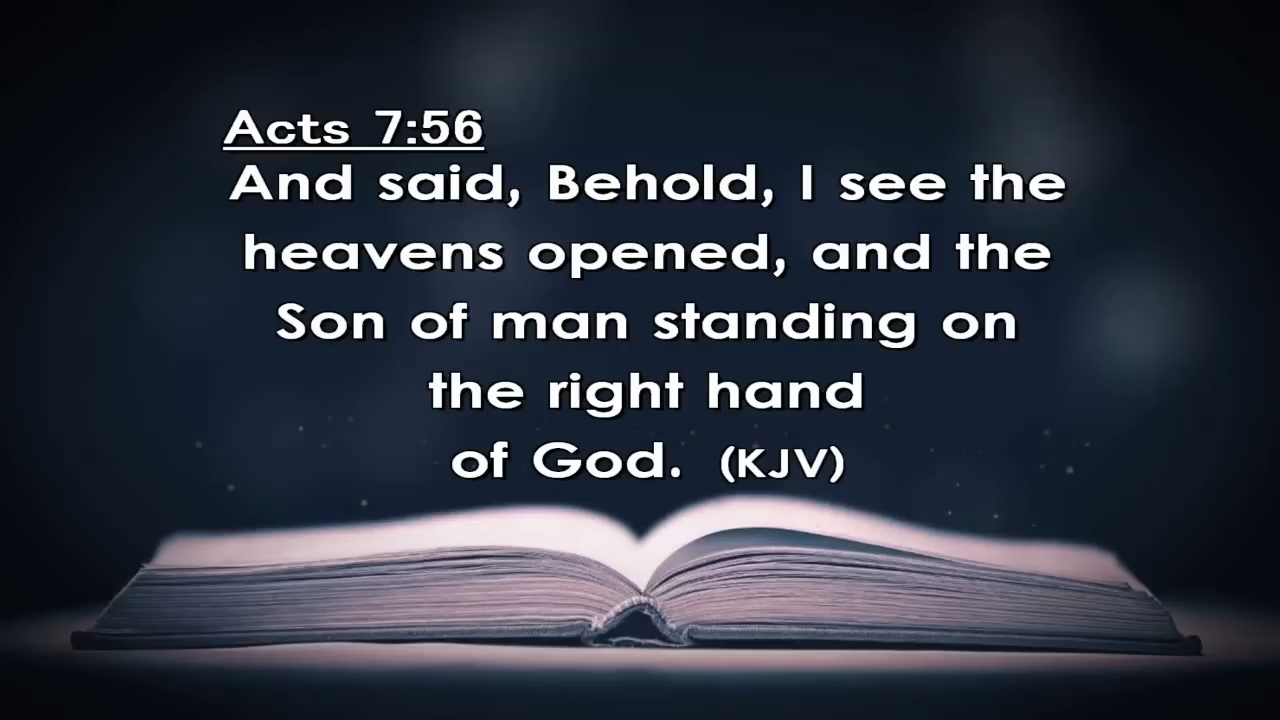 Acts 7:56
And said, Behold, I see the
heavens opened, and the
Son of man standing on
the right hand
of God. (KJV)